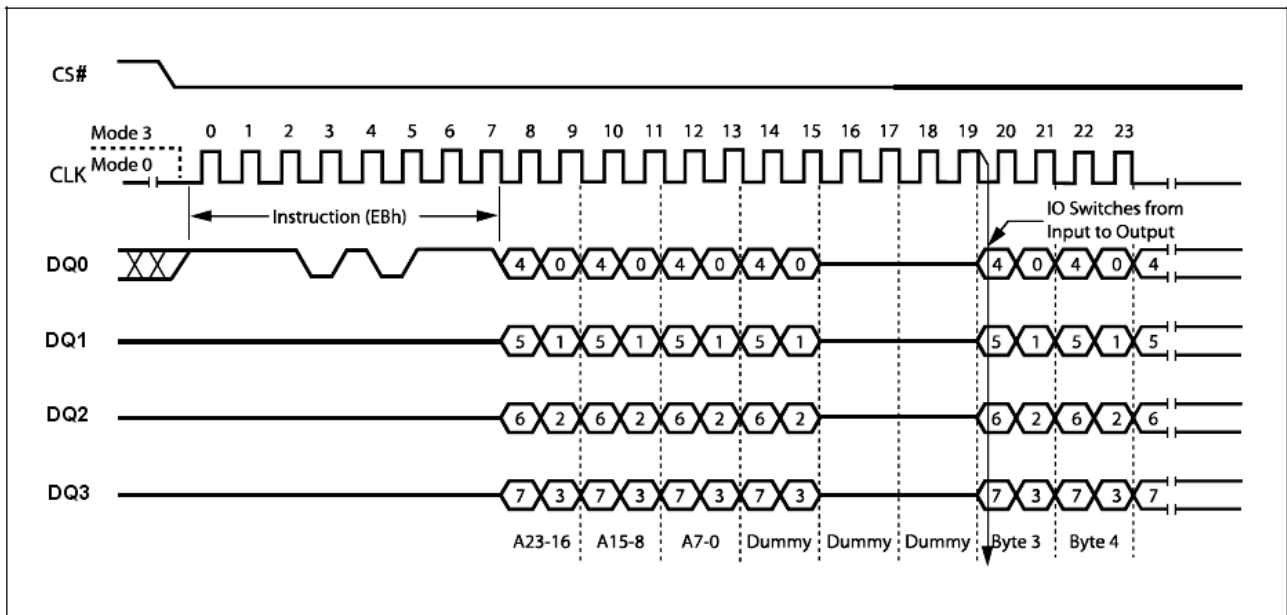 CS#
Mode 3
0 1 2 3 4 5 6 7 8 9 10 11 12 13 14 15 16 17 18 19 20 21 22 23
CLK Mode 0
Instruction (EBh)
IO Switches from
Input to Output
DQ0 4 0 4 0 4 0 4 0 4 0 4 0 4
DQ1 5 1 5 1 5 1 5 1 5 1 5 1 5
DQ2 6 2 6 2 6 2 6 2 6 2 6 2 6
DQ3 7 3 7 3 7 3 7 3 7 3 7 3 7
A23-16 A15-8 A7-0 Dummy Dummy Dummy Byte 3 Byte 4